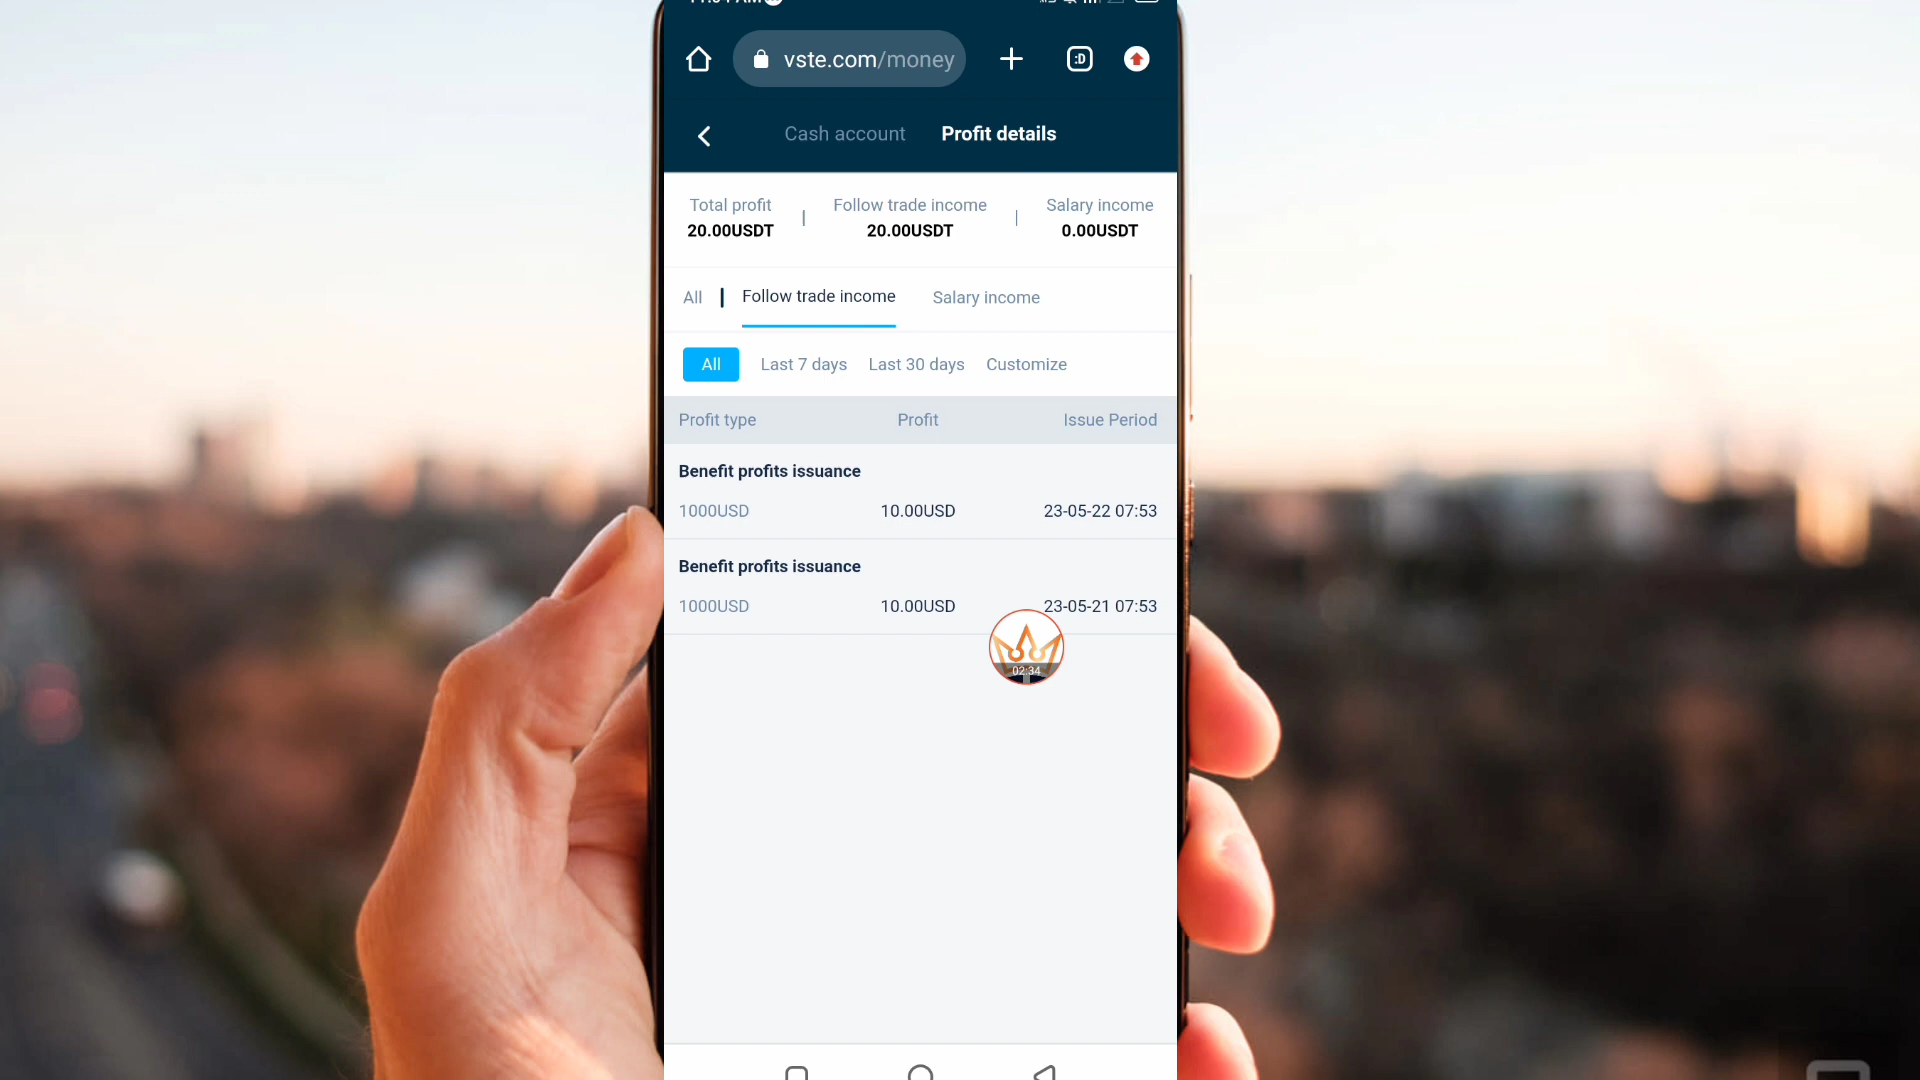 vste.com/money
:D
Cash account Profit details
Total profit | Follow trade income | Salary income
20.00USDT 20.00USDT 0.00USDT
All Follow trade income Salary income
All Last 7 days Last 30 days Customize
Profit type Profit Issue Period
Benefit profits issuance
1000USD 10.00USD 23-05-22 07:53
Benefit profits issuance
1000USD 10.00USD 23-05-21 07:53
02:34